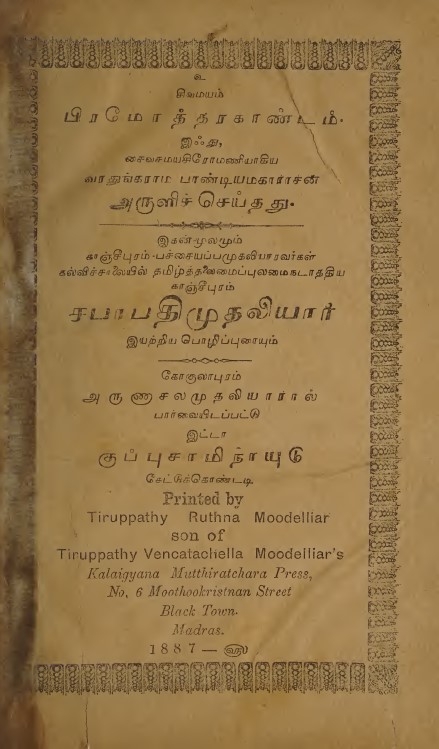 உ
சிவமயம்
பிரமோத்தரகாண்டம்.
இஃது,
சைவசமயசிரோமணியாகிய
வரதுங்கராம பாண்டியமகாராசன்
அருளிச் செய்தது.
இதன்மூலமும்
காஞ்சீபுரம்-பச்சையப்பமுதலியாரவர்கள்
கல்விச்சாலையில் தமிழ்த்தலைமைப்புலமைநடாத்திய
காஞ்சீபுரம்
சபாபதிமுதலியார்
இயற்றிய பொழிப்புரையும்
கோகுலாபுரம்
அருணாசலமுதலியாரால்
பார்வையிடப்பட்டு
இட்டா
குப்புசாமிநாயுடு
கேட்டுக்கொண்டபடி
Printed by
Tiruppathy Ruthna Moodelliar
son of
Tiruppathy Vencatachella Moodelliar's
Kalaigyana Mutthiratchara Press,
No. 6 Moothookristnan Street
Black Town.
Madras.
1887 — ௵